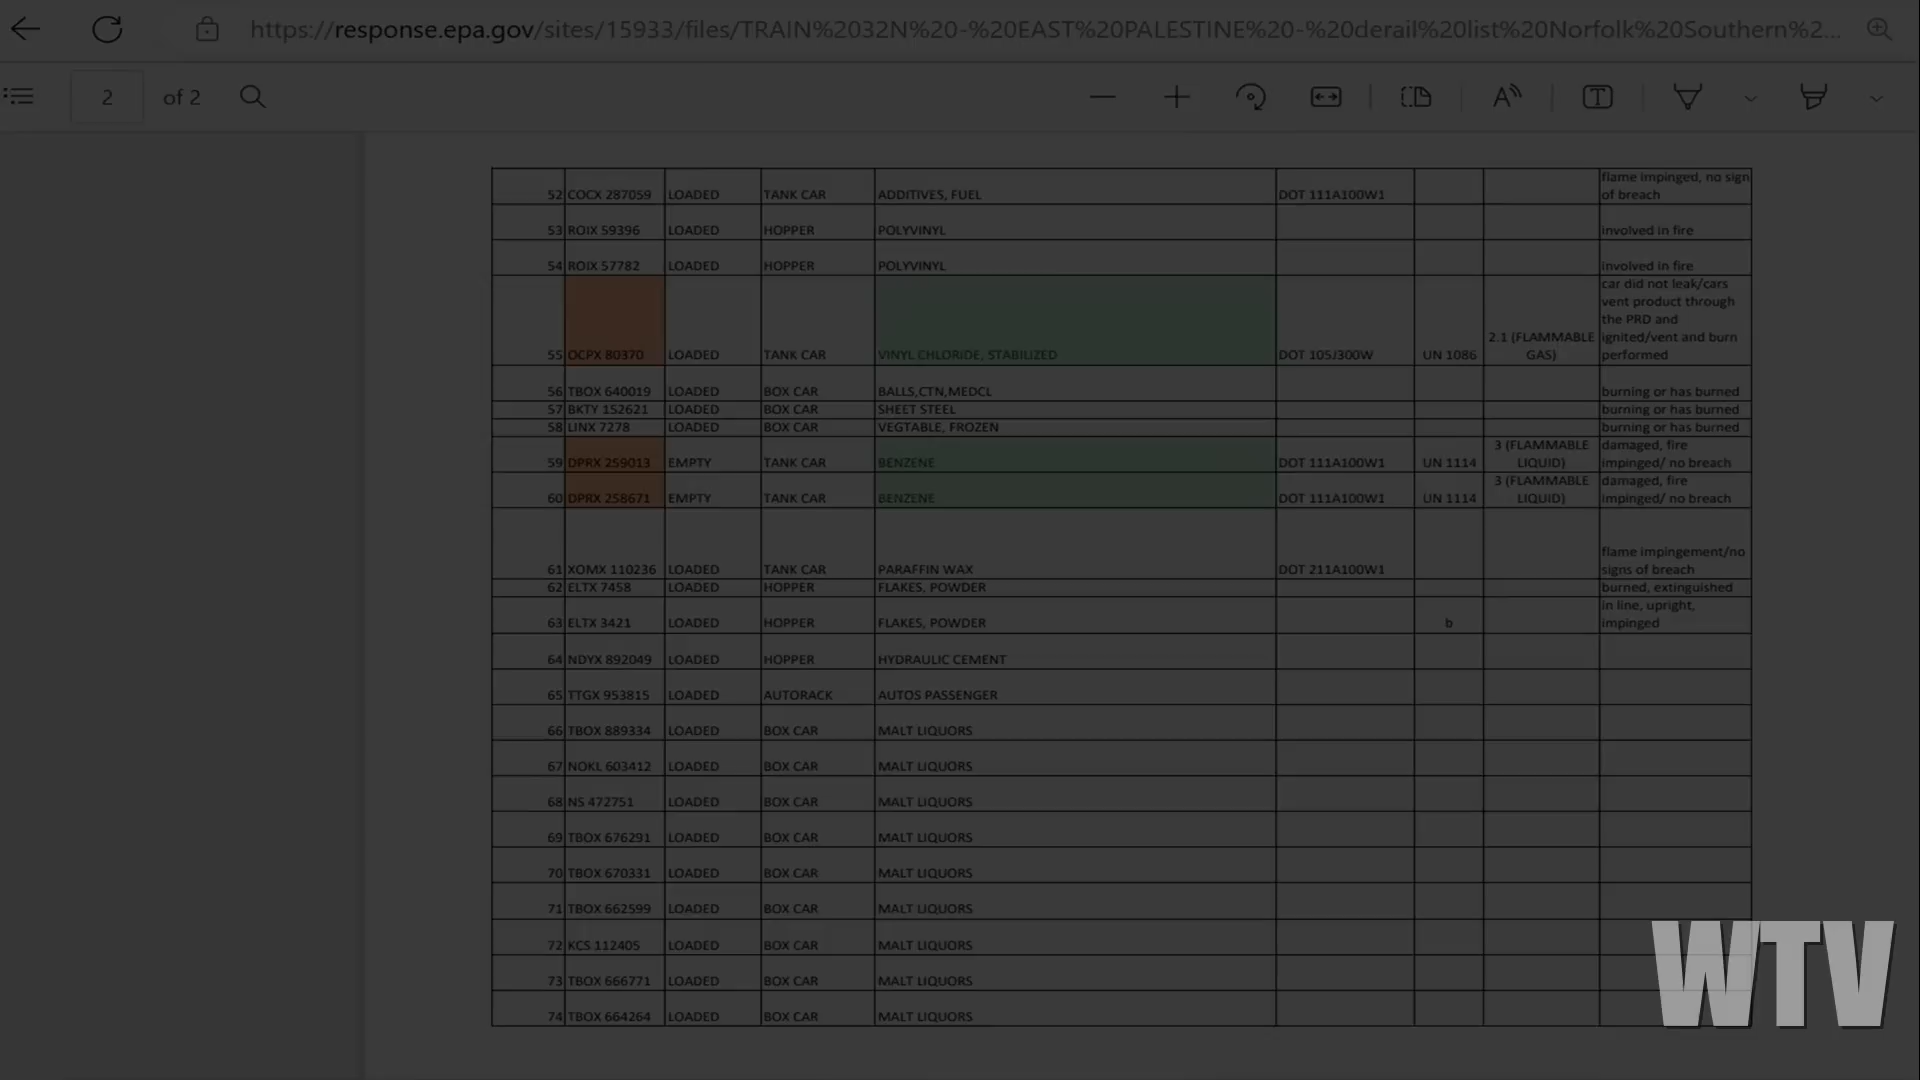 https://response.epa.gov/sites/15933/files/TRAIN%2032N%20-%20EAST%20PALESTINE%20-%20derail%20list%20Norfolk%20Southern%2...
2 of 2
52 COCX 287059 LOADED TANK CAR ADDITIVES, FUEL DOT 111A100W1 flame impinged, no sign of breach
53 ROIX 59396 LOADED HOPPER POLYVINYL involved in fire
54 ROIX 57782 LOADED HOPPER POLYVINYL involved in fire
55 OCPX 80370 LOADED TANK CAR VINYL CHLORIDE, STABILIZED DOT 105J300W UN 1086 2.1 (FLAMMABLE GAS) car did not leak/cars vent product through the PRD and ignited/vent and burn performed
56 TBOX 640019 LOADED BOX CAR BALLS,CTN,MEDCL burning or has burned
57 BKTY 152621 LOADED BOX CAR SHEET STEEL burning or has burned
58 LINX 7278 LOADED BOX CAR VEGTABLE, FROZEN burning or has burned
59 DPRX 259013 EMPTY TANK CAR BENZENE DOT 111A100W1 UN 1114 3 (FLAMMABLE LIQUID) damaged, fire impinged/ no breach
60 DPRX 258671 EMPTY TANK CAR BENZENE DOT 111A100W1 UN 1114 3 (FLAMMABLE LIQUID) damaged, fire impinged/ no breach
61 XOMX 110236 LOADED TANK CAR PARAFFIN WAX DOT 211A100W1 flame impingement/no signs of breach
62 ELTX 7458 LOADED HOPPER FLAKES, POWDER burned, extinguished
63 ELTX 3421 LOADED HOPPER FLAKES, POWDER b in line, upright, impinged
64 NDYX 892049 LOADED HOPPER HYDRAULIC CEMENT
65 TTGX 953815 LOADED AUTORACK AUTOS PASSENGER
66 TBOX 889334 LOADED BOX CAR MALT LIQUORS
67 NOKL 603412 LOADED BOX CAR MALT LIQUORS
68 NS 472751 LOADED BOX CAR MALT LIQUORS
69 TBOX 676291 LOADED BOX CAR MALT LIQUORS
70 TBOX 670331 LOADED BOX CAR MALT LIQUORS
71 TBOX 662599 LOADED BOX CAR MALT LIQUORS
72 KCS 112405 LOADED BOX CAR MALT LIQUORS
73 TBOX 666771 LOADED BOX CAR MALT LIQUORS
74 TBOX 664264 LOADED BOX CAR MALT LIQUORS
WTV